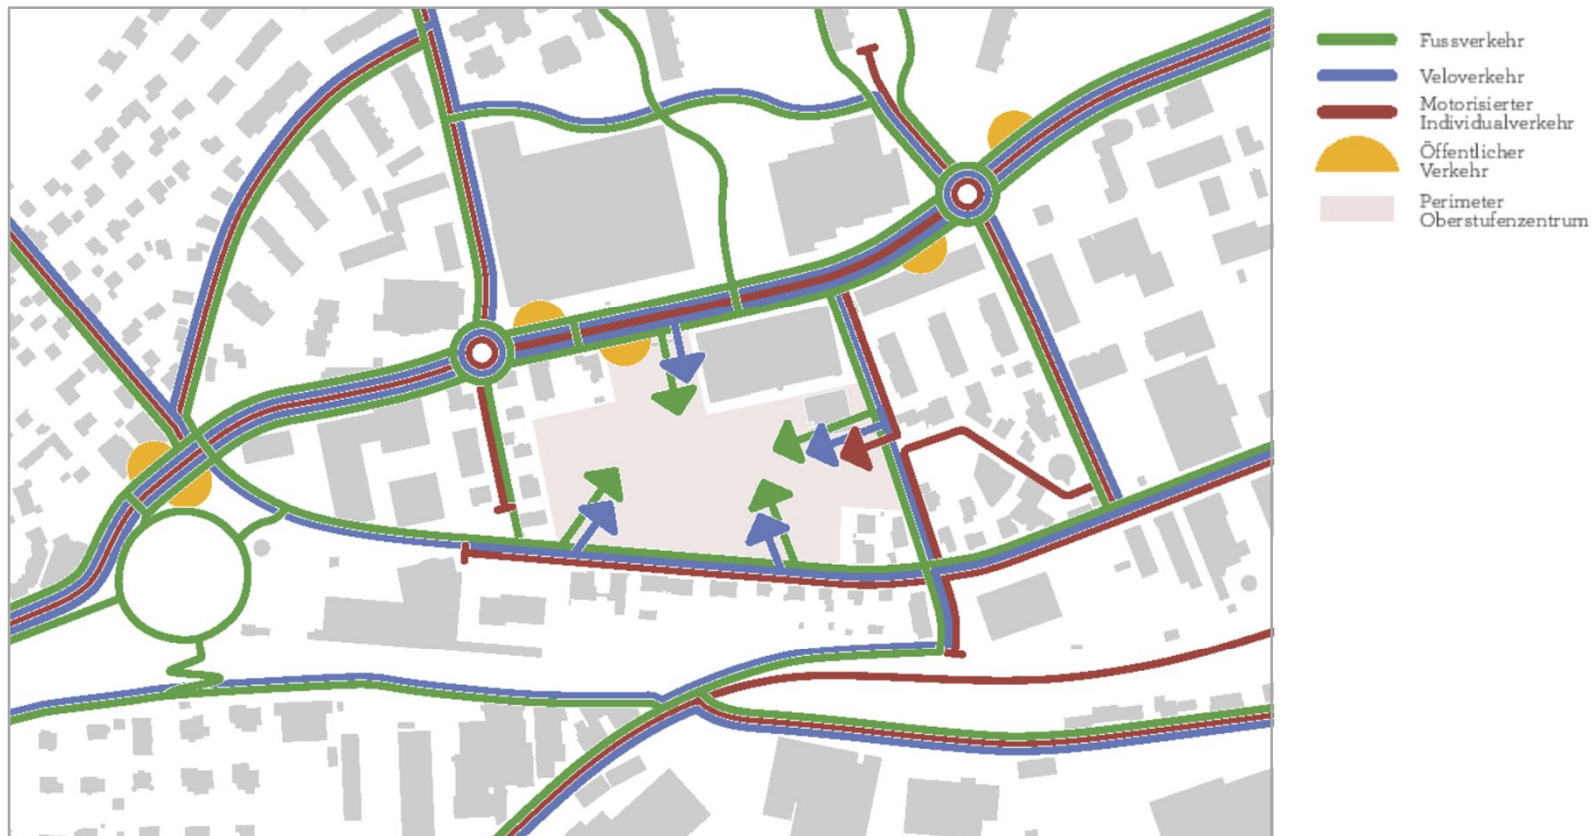 Fussverkehr
Veloverkehr
Motorisierter
Individualverkehr
Öffentlicher
Verkehr
Perimeter
Oberstufenzentrum